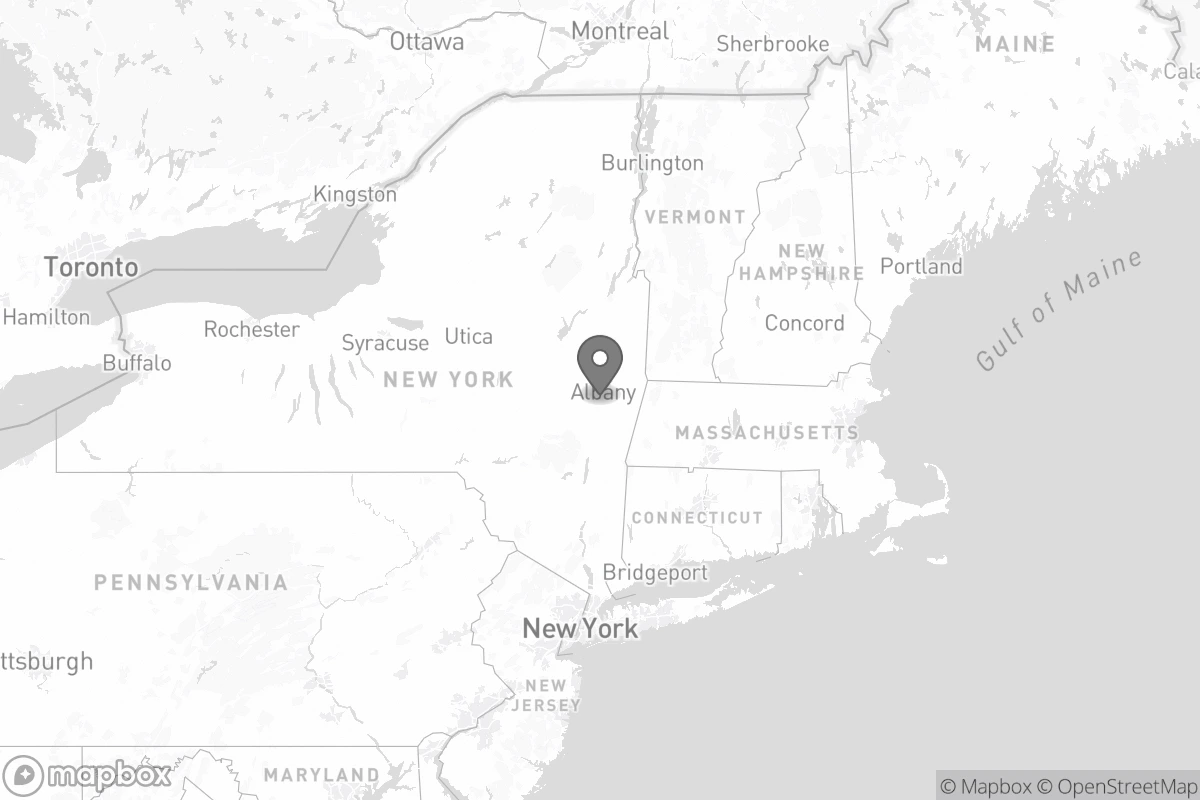 Ottawa
Montreal
Sherbrooke
MAINE
Cala
Burlington
Kingston
VERMONT
Toronto
NEW
HAMPSHIRE
Portland
Gulf of Maine
Hamilton
Rochester
Syracuse
Utica
Concord
Buffalo
NEW YORK
Albany
MASSACHUSETTS
CONNECTICUT
PENNSYLVANIA
Bridgeport
New York
ttsburgh
NEW
JERSEY
MARYLAND
mapbox
© Mapbox © OpenStreetMap